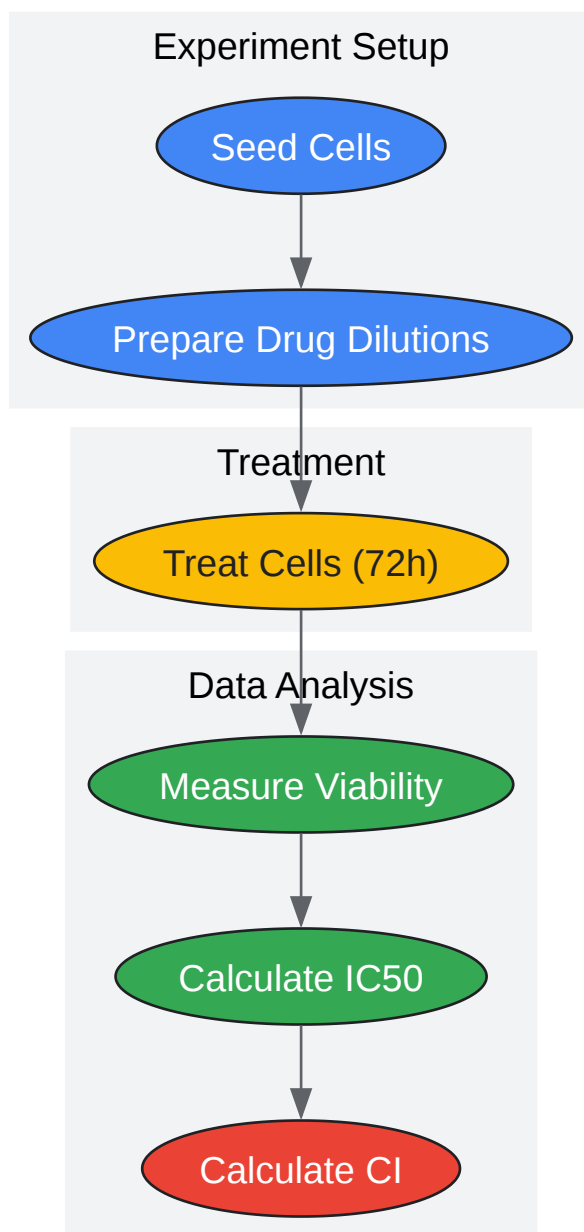 Experiment Setup
Seed Cells
Prepare Drug Dilutions
Treatment
Treat Cells (72h)
Data Analysis
Measure Viability
Calculate IC50
Calculate CI